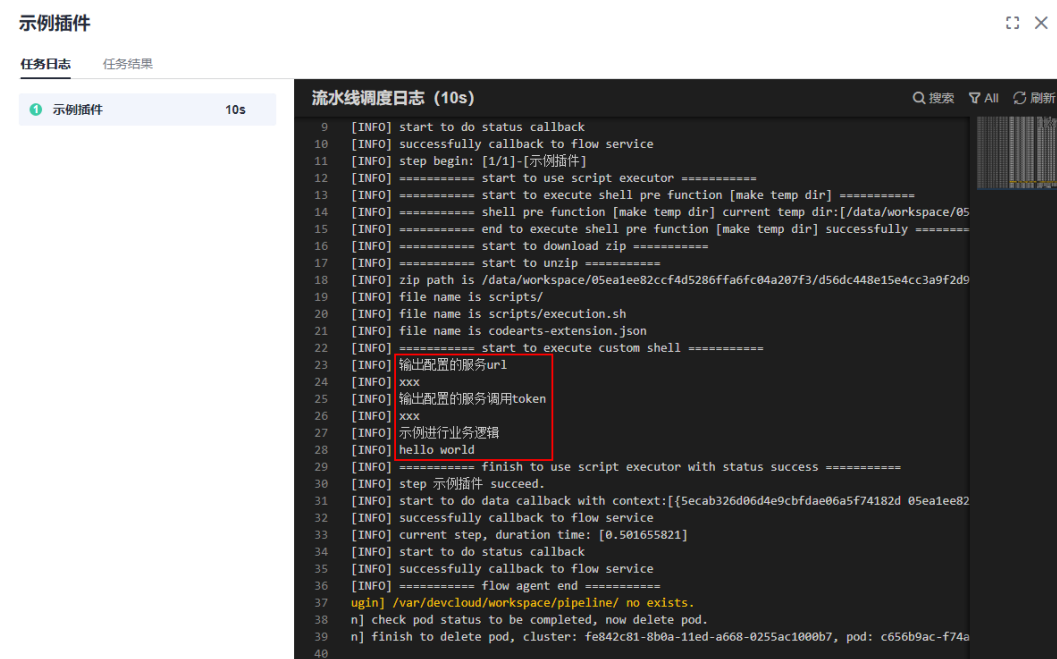 示例插件
任务日志 任务结果
1 示例插件 10s
流水线调度日志（10s） 搜索 All 刷新
9 [INFO] start to do status callback
10 [INFO] successfully callback to flow service
11 [INFO] step begin: [1/1]-[示例插件]
12 [INFO] =========== start to use script executor ===========
13 [INFO] =========== start to execute shell pre function [make temp dir] ===========
14 [INFO] =========== shell pre function [make temp dir] current temp dir:[/data/workspace/05
15 [INFO] =========== end to execute shell pre function [make temp dir] successfully ========
16 [INFO] =========== start to download zip ===========
17 [INFO] =========== start to unzip ===========
18 [INFO] zip path is /data/workspace/05ea1ee82ccf4d5286ffa6fc04a207f3/d56dc448e15e4cc3a9f2d9
19 [INFO] file name is scripts/
20 [INFO] file name is scripts/execution.sh
21 [INFO] file name is codearts-extension.json
22 [INFO] =========== start to execute custom shell ===========
23 [INFO] 输出配置的服务url
24 [INFO] xxx
25 [INFO] 输出配置的服务调用token
26 [INFO] xxx
27 [INFO] 示例进行业务逻辑
28 [INFO] hello world
29 [INFO] =========== finish to use script executor with status success ===========
30 [INFO] step 示例插件 succeed.
31 [INFO] start to do data callback with context:[{5ecab326d06d4e9cbfdae06a5f74182d 05ea1ee82
32 [INFO] successfully callback to flow service
33 [INFO] current step, duration time: [0.501655821]
34 [INFO] start to do status callback
35 [INFO] successfully callback to flow service
36 [INFO] =========== flow agent end ===========
37 ugin] /var/devcloud/workspace/pipeline/ no exists.
38 n] check pod status to be completed, now delete pod.
39 n] finish to delete pod, cluster: fe842c81-8b0a-11ed-a668-0255ac1000b7, pod: c656b9ac-f74a
40